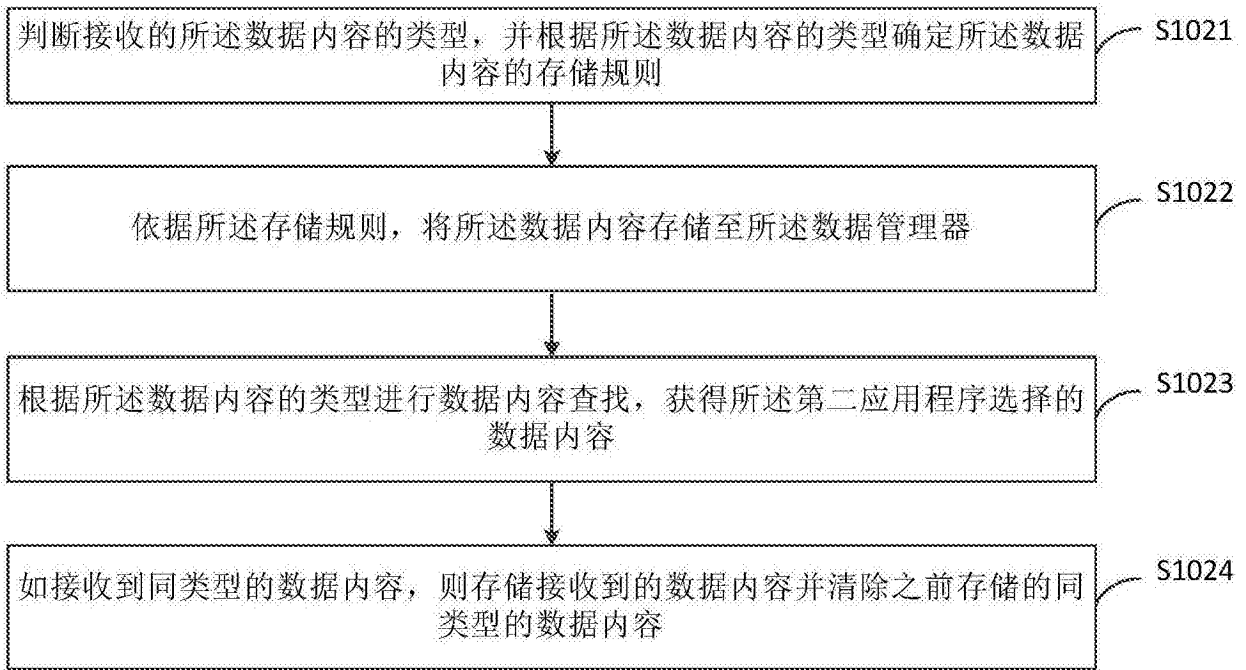 判断接收的所述数据内容的类型，并根据所述数据内容的类型确定所述数据
内容的存储规则
S1021
依据所述存储规则，将所述数据内容存储至所述数据管理器
S1022
根据所述数据内容的类型进行数据内容查找，获得所述第二应用程序选择的
数据内容
S1023
如接收到同类型的数据内容，则存储接收到的数据内容并清除之前存储的同
类型的数据内容
S1024